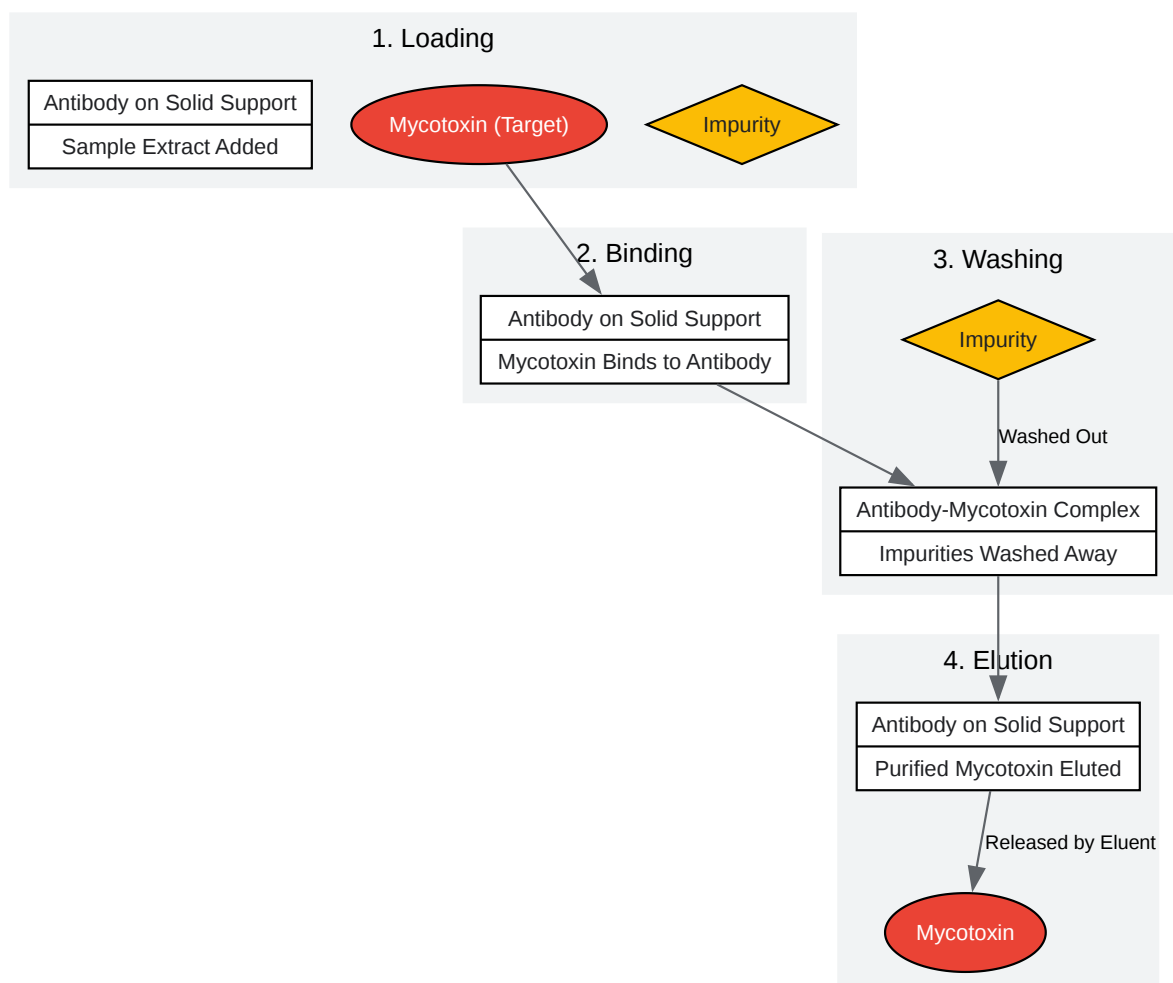 1. Loading
Antibody on Solid Support
Sample Extract Added
Mycotoxin (Target)
Impurity
2. Binding
Antibody on Solid Support
Mycotoxin Binds to Antibody
3. Washing
Impurity
Washed Out
Antibody-Mycotoxin Complex
Impurities Washed Away
4. Elution
Antibody on Solid Support
Purified Mycotoxin Eluted
Released by Eluent
Mycotoxin